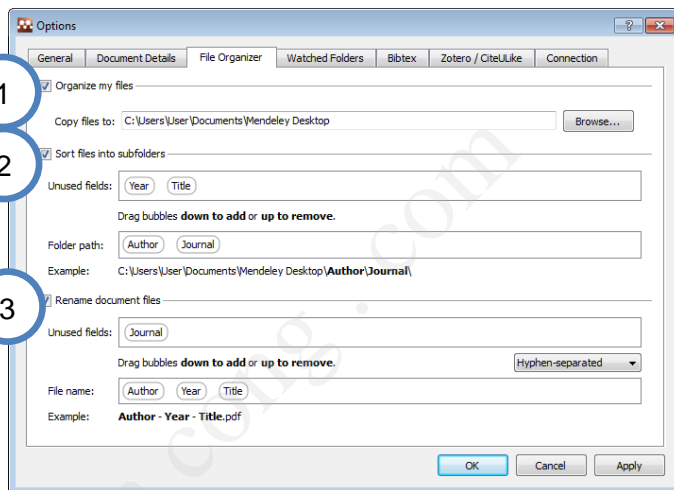 Options
General Document Details File Organizer Watched Folders Bibtex Zotero / CiteULike Connection
1
Organize my files
Copy files to: C:\Users\User\Documents\Mendeley Desktop Browse...
2
Sort files into subfolders
Unused fields: Year Title
Drag bubbles down to add or up to remove.
Folder path: Author Journal
Example: C:\Users\User\Documents\Mendeley Desktop\Author\Journal\
3
Rename document files
Unused fields: Journal
Drag bubbles down to add or up to remove. Hyphen-separated
File name: Author Year Title
Example: Author - Year - Title.pdf
OK Cancel Apply
cong . com